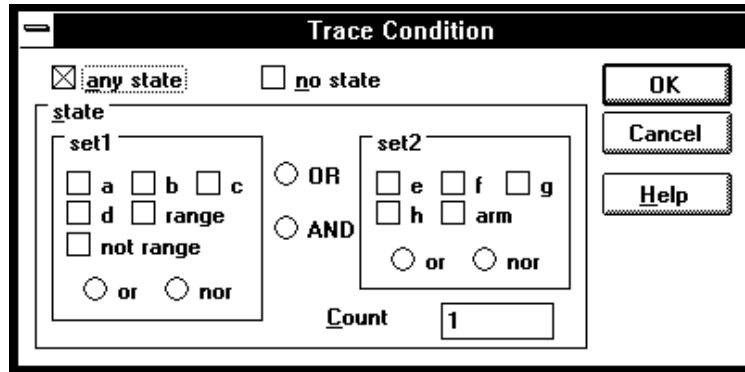 Trace Condition
any state
no state
OK
state
set1
set2
Cancel
a b c
OR
e f g
d range
Help
h arm
not range
AND
or nor
or nor
Count
1